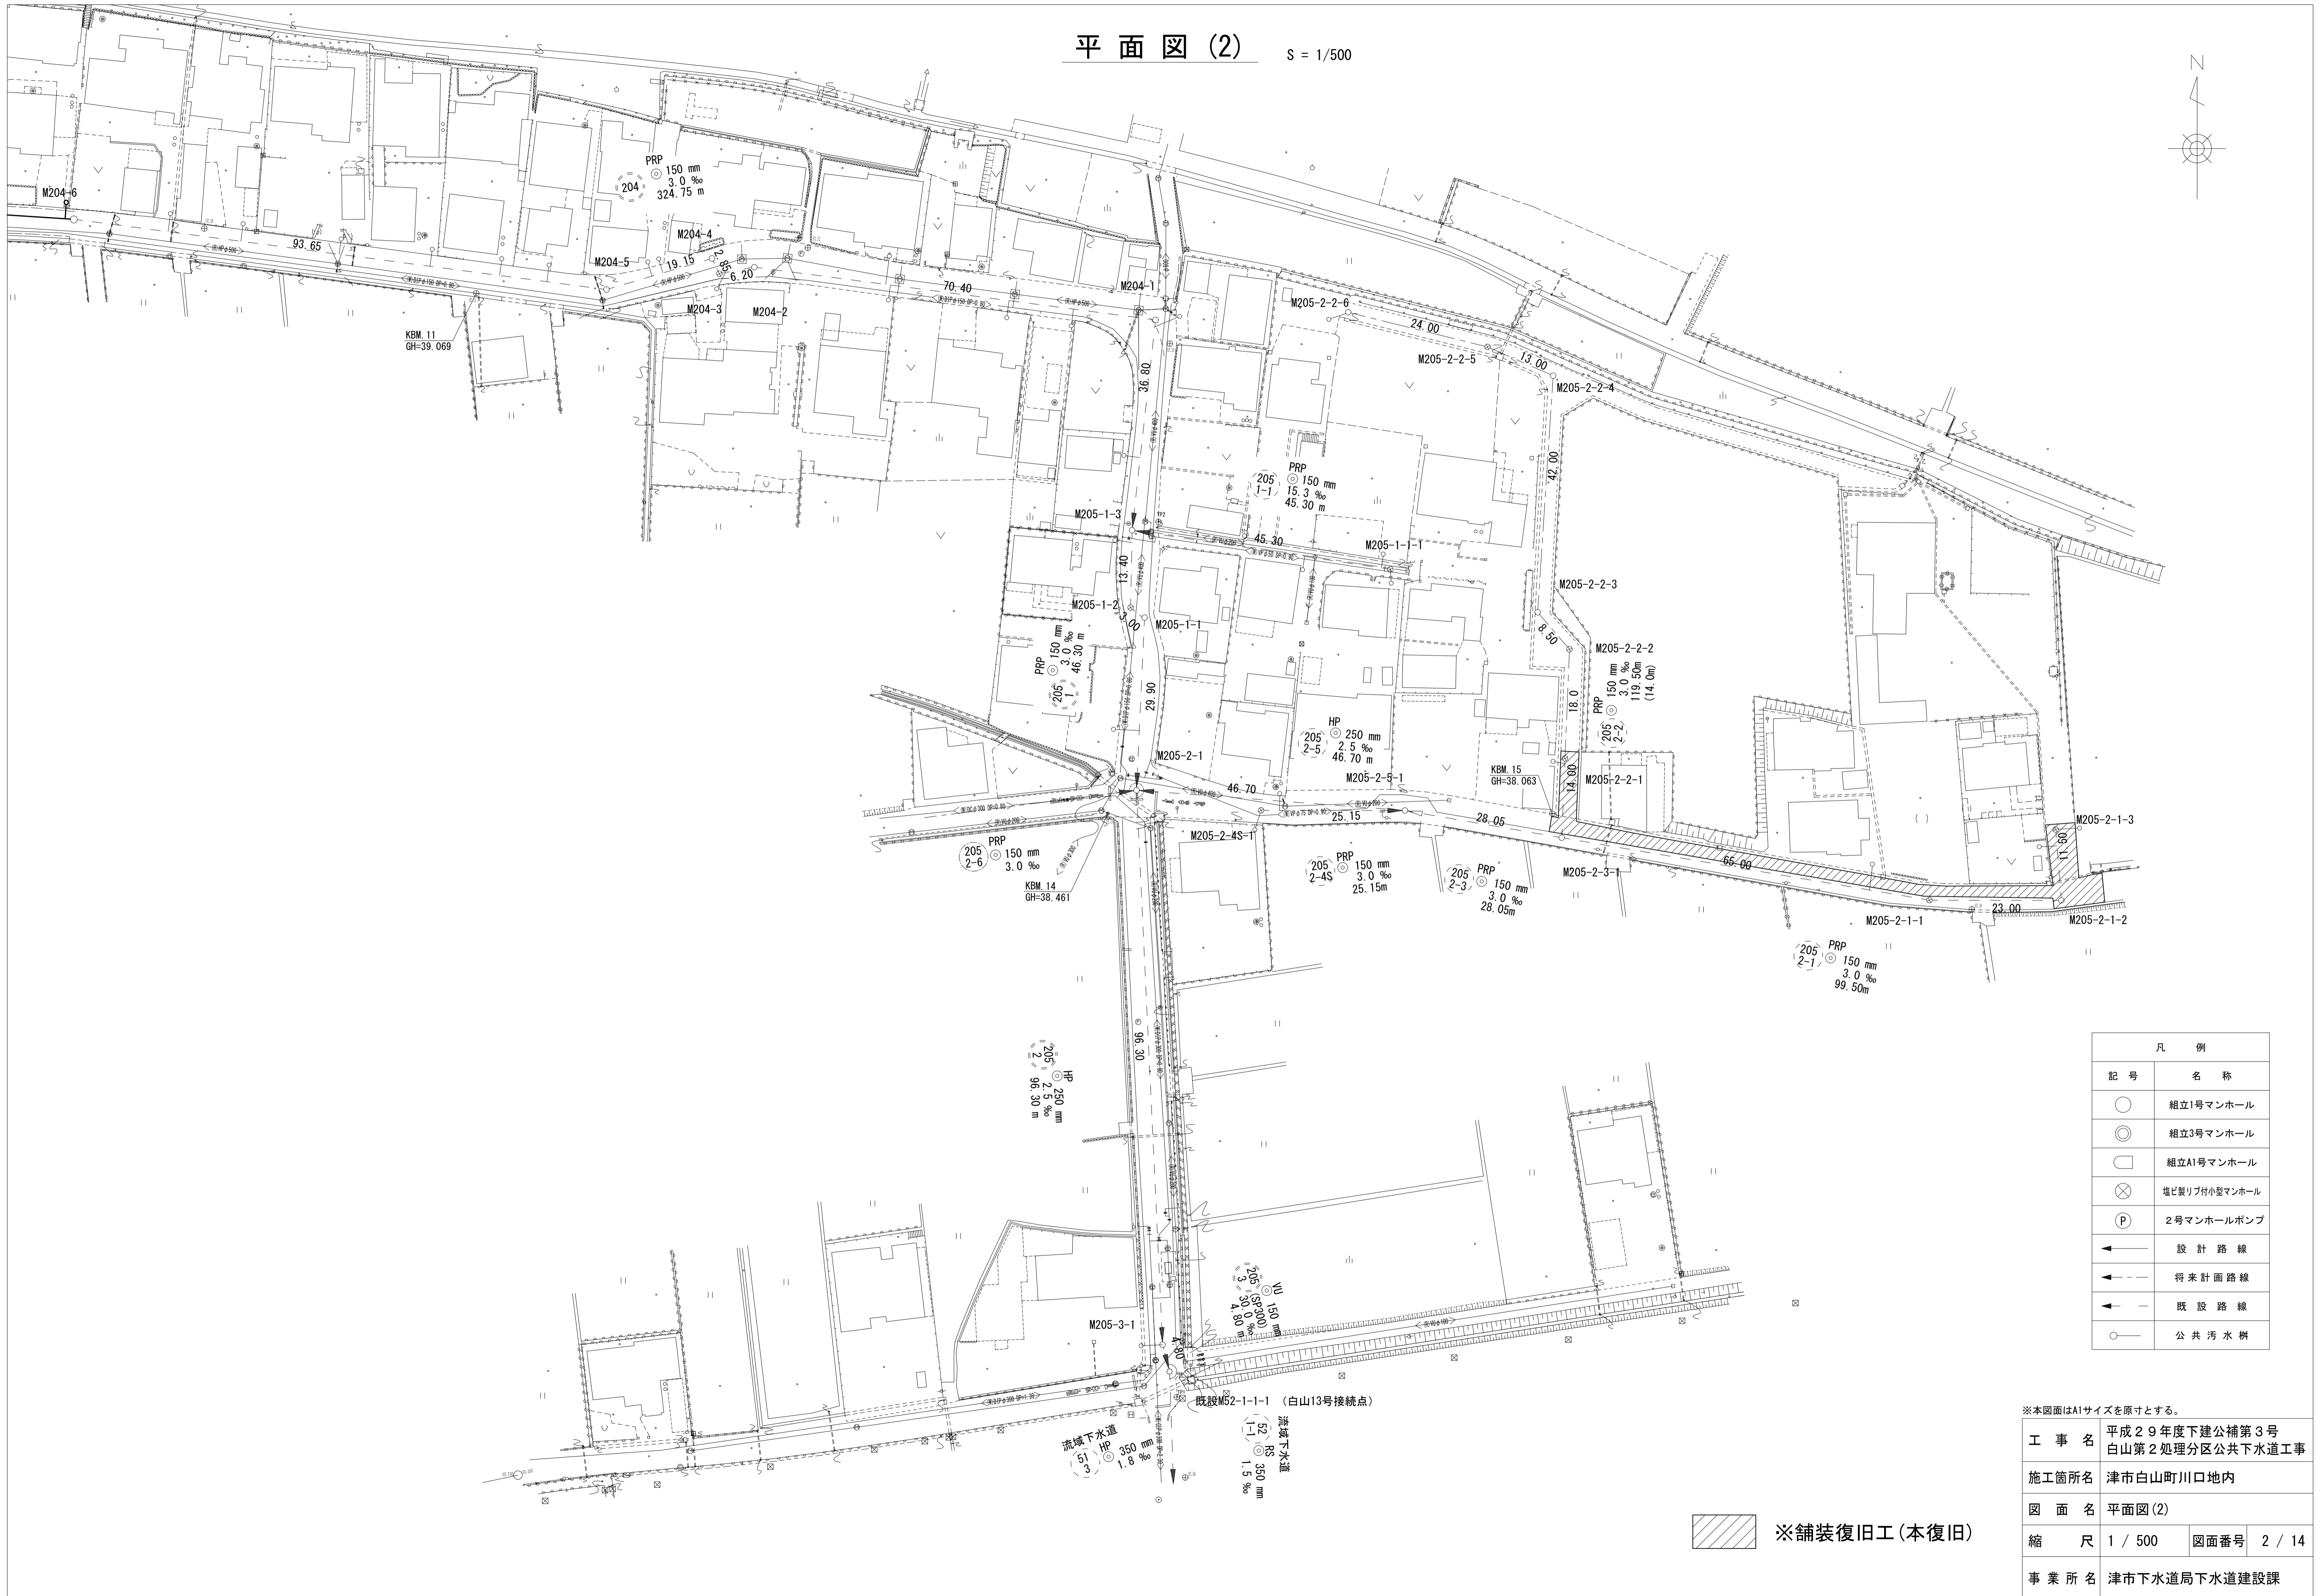 平 面 図 (2)
S = 1/500
N
M204-6
93.65
PRP
204
150 mm
3.0 ‰
324.75 m
M204-4
M204-5
19.15
2.85
6.20
M204-3
M204-2
70.40
M204-1
KBM.11
GH=39.069
36.80
M205-2-2-6
24.00
M205-2-2-5
13.00
M205-2-2-4
42.00
PRP
205
1-1
150 mm
15.3 ‰
45.30 m
M205-1-3
45.30
M205-1-1-1
13.40
M205-1-2
3.00
M205-1-1
M205-2-2-3
8.50
M205-2-2-2
PRP
150 mm
3.0 ‰
46.30 m
205
1
29.90
18.0
PRP
150 mm
3.0 ‰
119.50m
(14.0m)
205
2-2
HP
205
2-5
250 mm
2.5 ‰
46.70 m
M205-2-1
46.70
M205-2-5-1
KBM.15
GH=38.063
14.00
M205-2-2-1
25.15
28.05
M205-2-4S-1
PRP
205
2-6
150 mm
3.0 ‰
KBM.14
GH=38.461
PRP
205
2-4S
150 mm
3.0 ‰
25.15m
PRP
205
2-3
150 mm
3.0 ‰
28.05m
M205-2-3-1
65.00
M205-2-1-3
11.50
M205-2-1-1
23.00
M205-2-1-2
PRP
205
2-1
150 mm
3.0 ‰
99.50m
96.30
205
2
HP
250 mm
2.5 ‰
96.30 m
M205-3-1
4.80
205
3
VU
150 mm
(SP300)
30.0 ‰
4.80 m
既設M52-1-1-1 (白山13号接続点)
流域下水道
51
3
HP
350 mm
1.8 ‰
流域下水道
52
1-1
RS
350 mm
1.5 ‰
凡 例
記 号 名 称
組立1号マンホール
組立3号マンホール
組立A1号マンホール
塩ビ製リブ付小型マンホール
P 2号マンホールポンプ
設 計 路 線
将 来 計 画 路 線
既 設 路 線
公 共 汚 水 桝
※舗装復旧工(本復旧)
※本図面はA1サイズを原寸とする。
工 事 名 平成29年度下建公補第3号
白山第2処理分区公共下水道工事
施工箇所名 津市白山町川口地内
図 面 名 平面図(2)
縮 尺 1 / 500 図面番号 2 / 14
事 業 所 名 津市下水道局下水道建設課